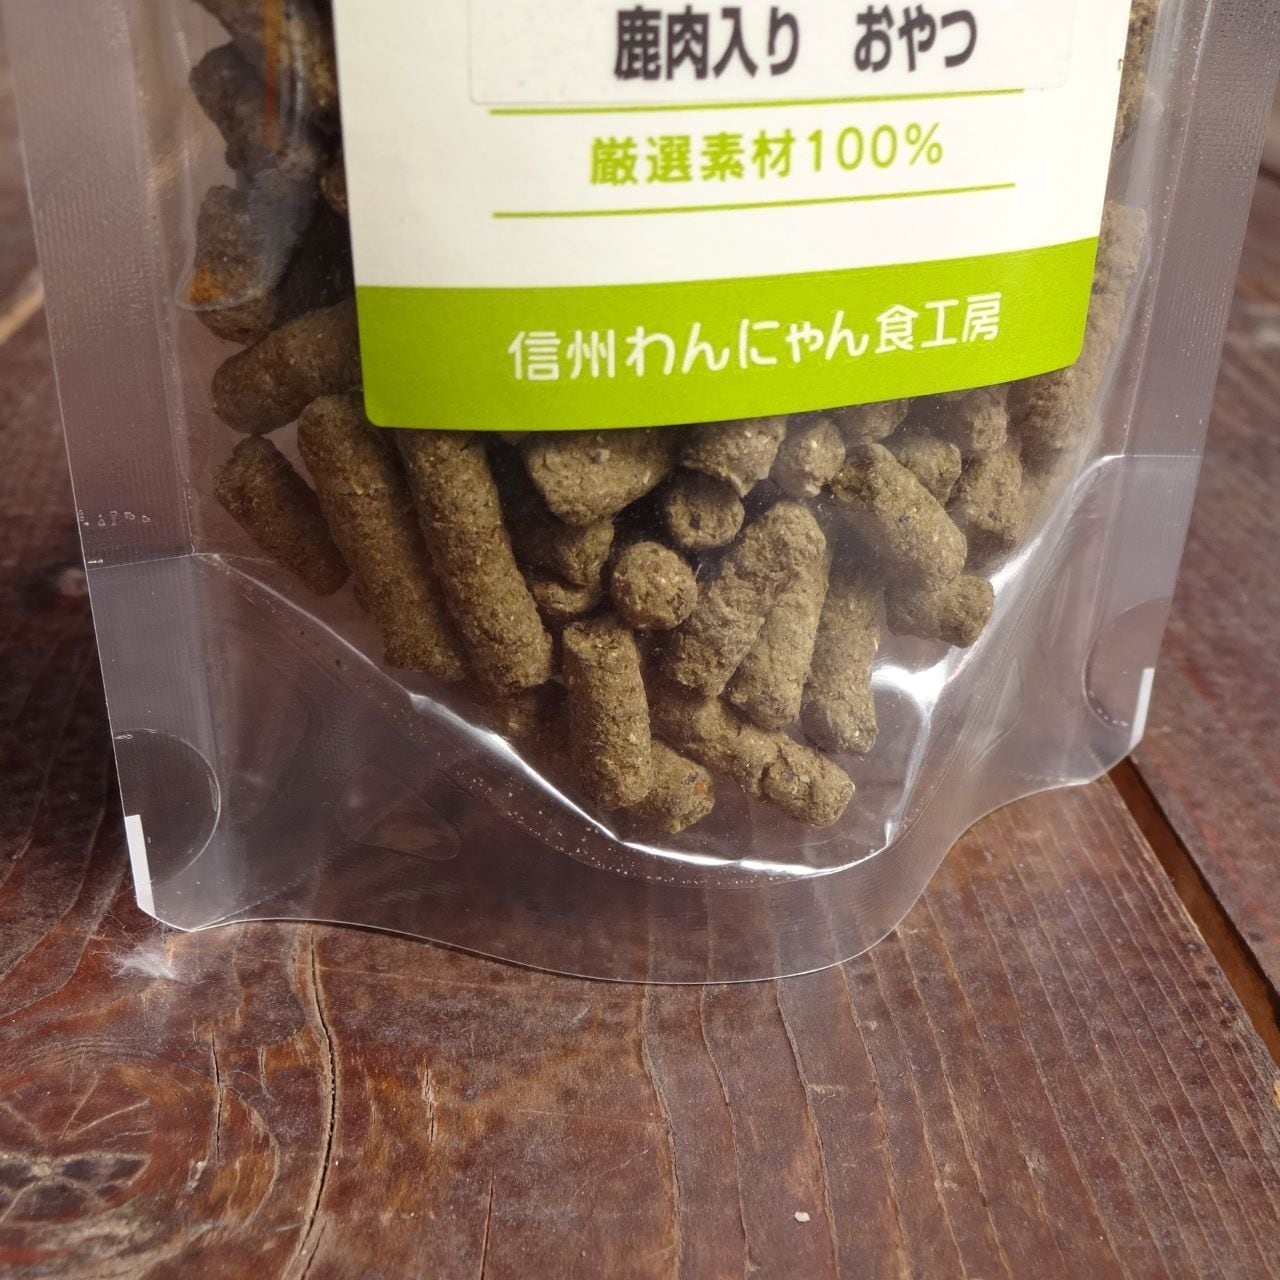 鹿肉入り　おやつ
厳選素材100%
信州わんにゃん食工房